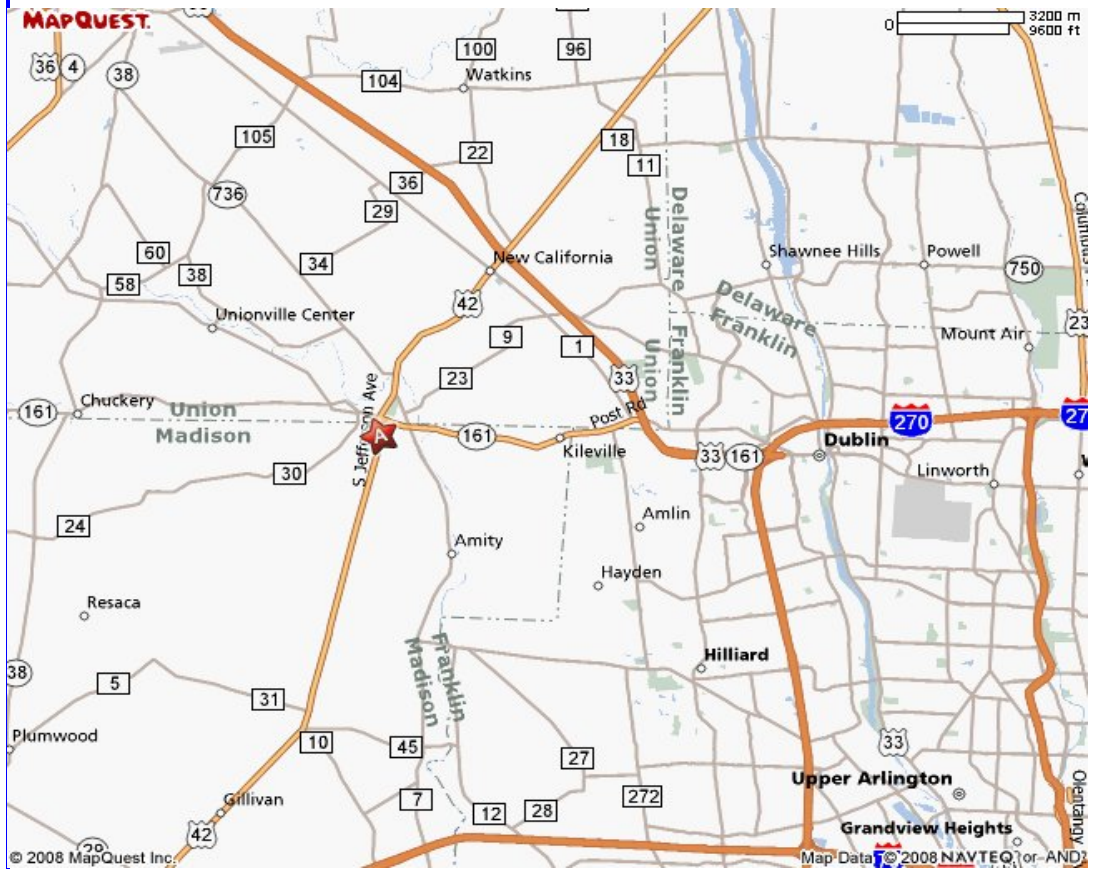 MAPQUEST.
0
3200 m
9600 ft
36
4
38
100
96
104
Watkins
105
18
22
11
36
736
29
Union
Delaware
60
34
New California
Shawnee Hills
Powell
58
38
750
42
Delaware
Franklin
Unionville Center
23
9
1
Union
Franklin
Mount Air
33
23
S Jefferson Ave
161
Chuckery
Union
Madison
A
161
Post Rd
Kileville
33
161
270
Dublin
30
Linworth
24
Amlin
Amity
Hayden
Resaca
Franklin
Madison
Hilliard
38
5
31
Plumwood
10
45
33
27
Upper Arlington
7
272
Gillivan
12
28
42
Grandview Heights
Olentangy
© 2008 MapQuest Inc.
Map Data © 2008 NAVTEQ or AND